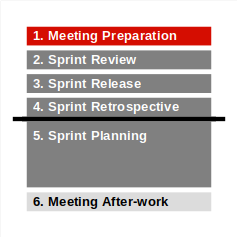 1. Meeting Preparation
2. Sprint Review
3. Sprint Release
4. Sprint Retrospective
5. Sprint Planning
6. Meeting After-work